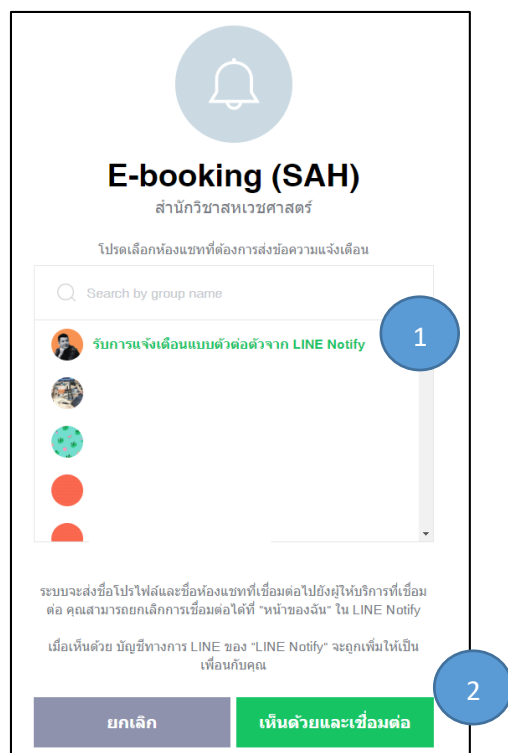 E-booking (SAH)
สำนักวิชาสหเวชศาสตร์
โปรดเลือกห้องแชทที่ต้องการส่งข้อความแจ้งเตือน
Search by group name
1
รับการแจ้งเตือนแบบตัวต่อตัวจาก LINE Notify
ระบบจะส่งชื่อโปรไฟล์และชื่อห้องแชทที่เชื่อมต่อไปยังผู้ให้บริการที่เชื่อม
ต่อ คุณสามารถยกเลิกการเชื่อมต่อได้ที่ "หน้าของฉัน" ใน LINE Notify
เมื่อเห็นด้วย บัญชีทางการ LINE ของ "LINE Notify" จะถูกเพิ่มให้เป็น
เพื่อนกับคุณ
2
ยกเลิก
เห็นด้วยและเชื่อมต่อ